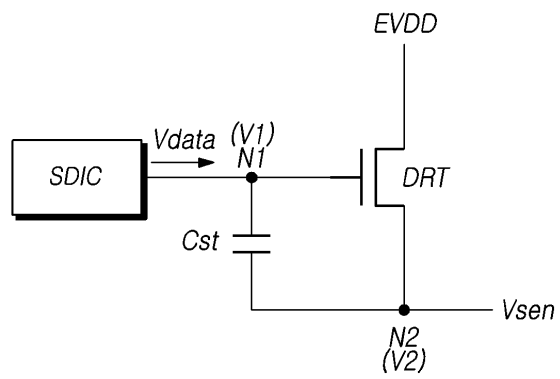 EVDD
Vdata
(V1)
N1
SDIC
DRT
Cst
Vsen
N2
(V2)